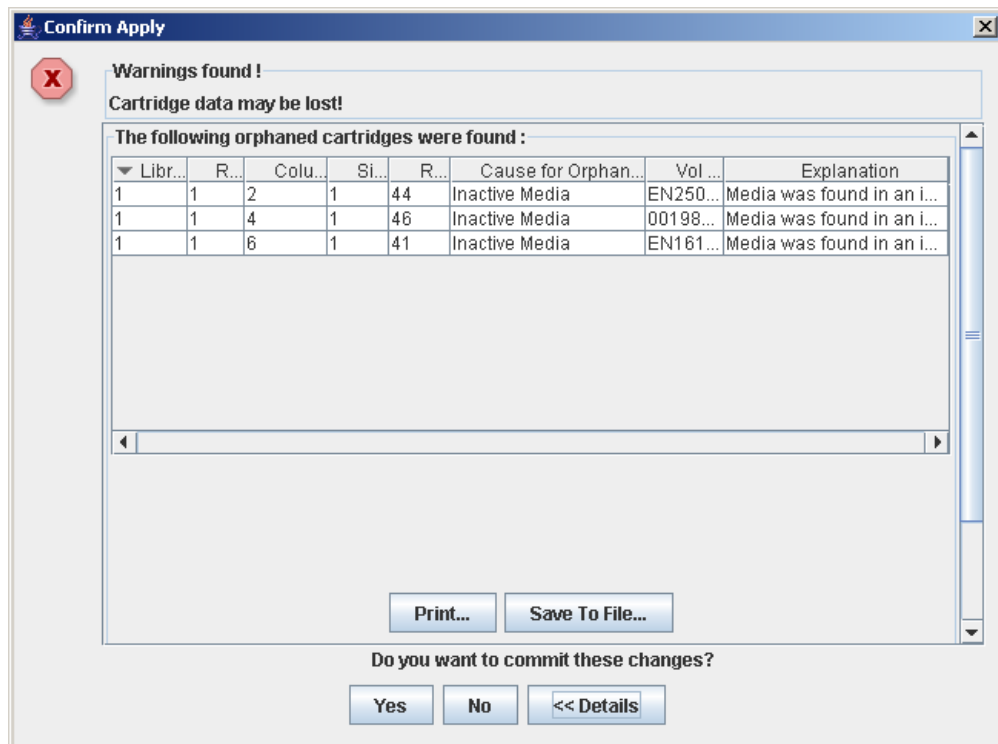 Confirm Apply
Warnings found !
Cartridge data may be lost!
The following orphaned cartridges were found :
Libr... R... Colu... Si... R... Cause for Orphan... Vol ... Explanation
1 1 2 1 44 Inactive Media EN250... Media was found in an i...
1 1 4 1 46 Inactive Media 00198... Media was found in an i...
1 1 6 1 41 Inactive Media EN161... Media was found in an i...
Print... Save To File...
Do you want to commit these changes?
Yes No << Details